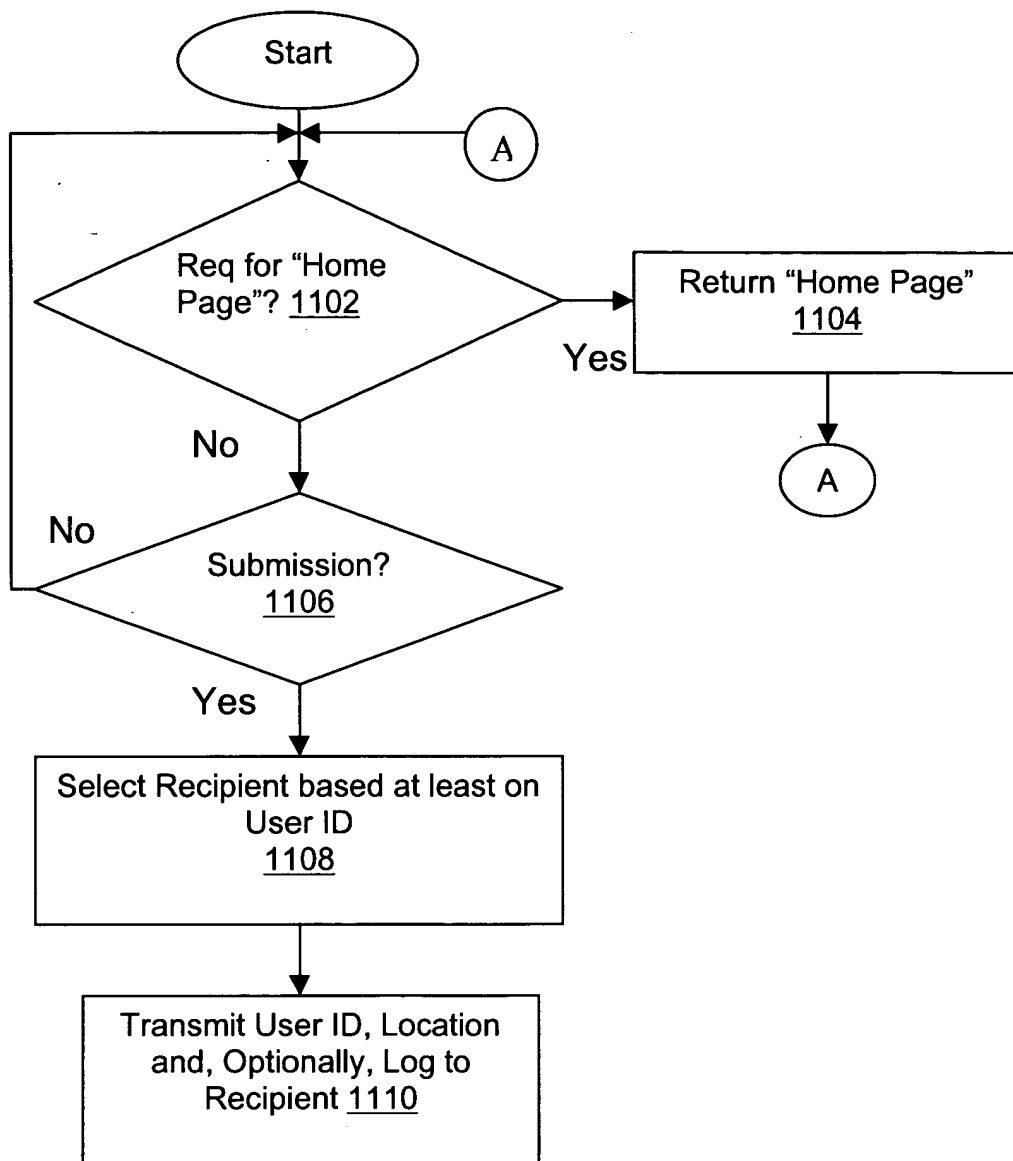 Start
A
Req for “Home
Page”? 1102
Return “Home Page”
1104
Yes
No
A
No
Submission?
1106
Yes
Select Recipient based at least on
User ID
1108
Transmit User ID, Location
and, Optionally, Log to
Recipient 1110